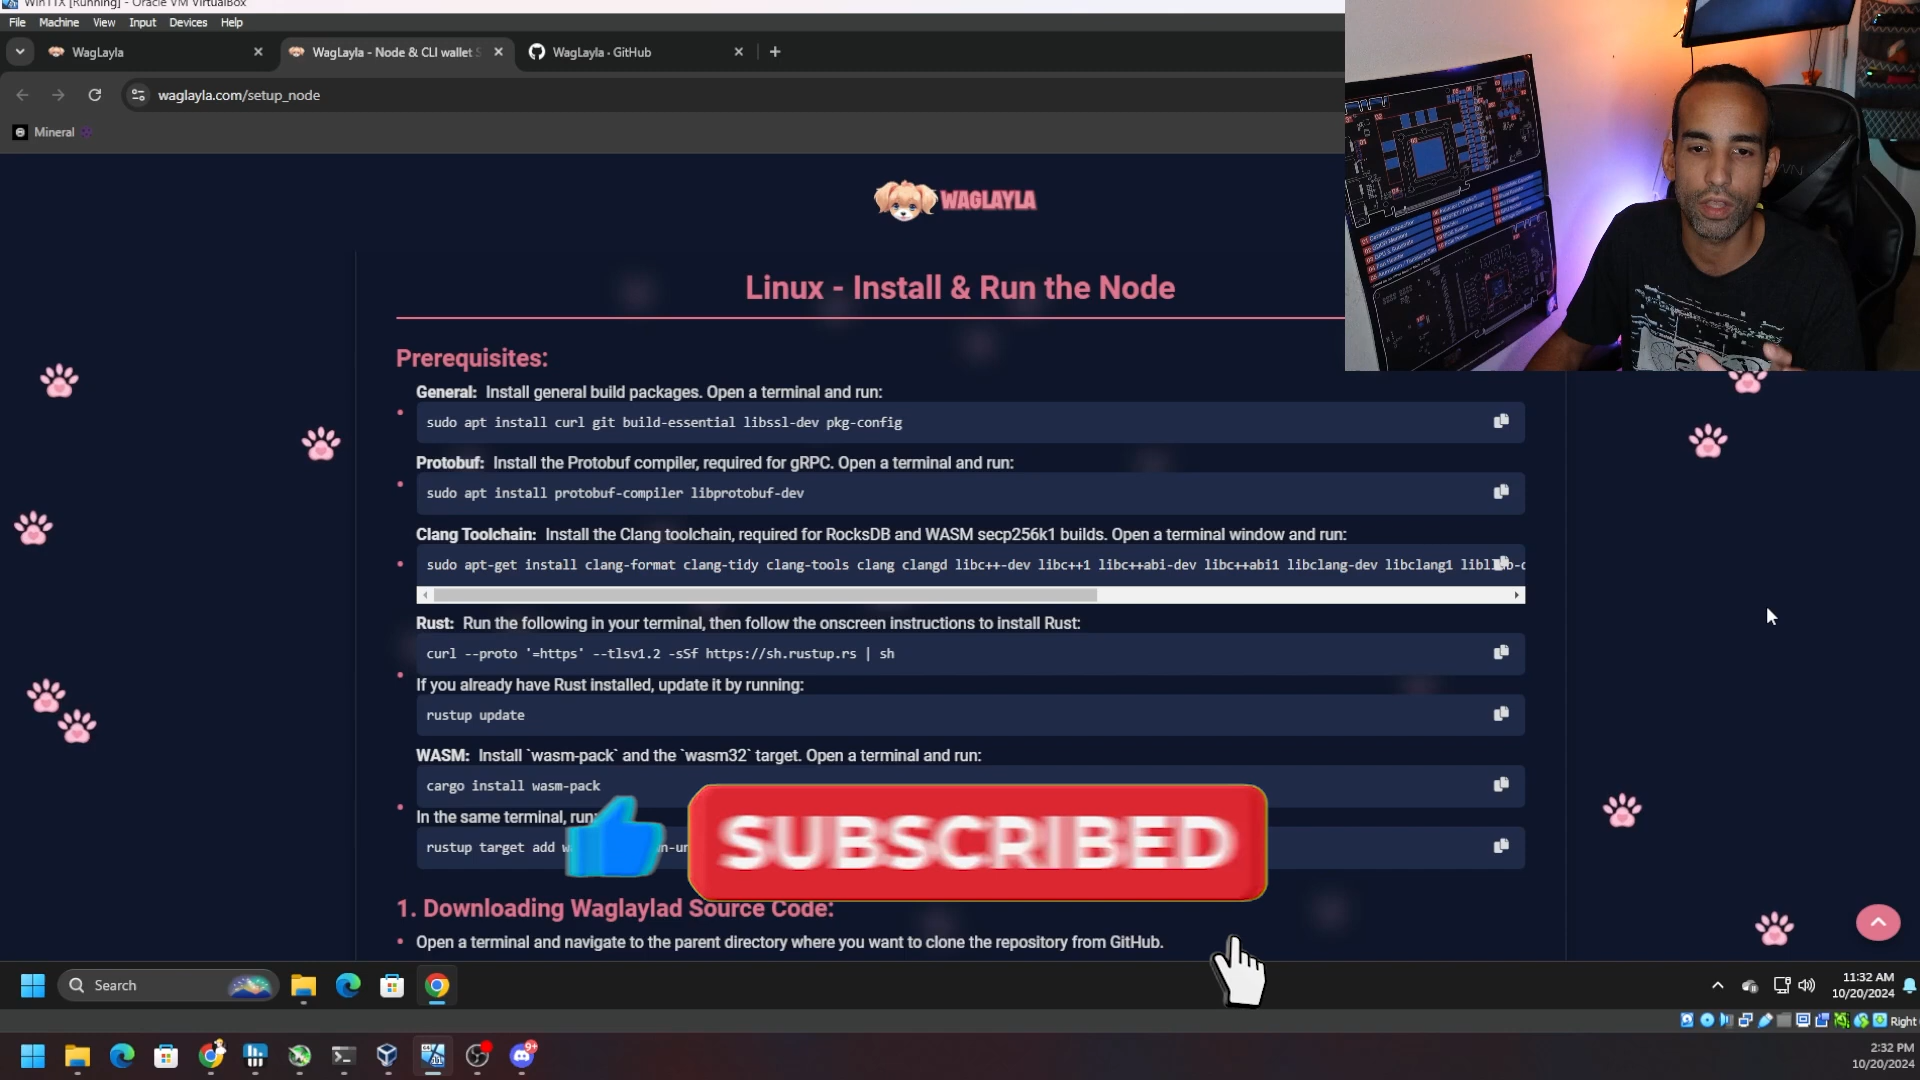 Win11X [Running] - Oracle VM VirtualBox
File Machine View Input Devices Help
WagLayla
WagLayla - Node & CLI wallet S
WagLayla · GitHub
waglayla.com/setup_node
Mineral
WAGLAYLA
Linux - Install & Run the Node
Prerequisites:
General: Install general build packages. Open a terminal and run:
sudo apt install curl git build-essential libssl-dev pkg-config
Protobuf: Install the Protobuf compiler, required for gRPC. Open a terminal and run:
sudo apt install protobuf-compiler libprotobuf-dev
Clang Toolchain: Install the Clang toolchain, required for RocksDB and WASM secp256k1 builds. Open a terminal window and run:
sudo apt-get install clang-format clang-tidy clang-tools clang clangd libc++-dev libc++1 libc++abi-dev libc++abi1 libclang-dev libclang1
Rust: Run the following in your terminal, then follow the onscreen instructions to install Rust:
curl --proto '=https' --tlsv1.2 -sSf https://sh.rustup.rs | sh
If you already have Rust installed, update it by running:
rustup update
WASM: Install `wasm-pack` and the `wasm32` target. Open a terminal and run:
cargo install wasm-pack
In the same terminal, run:
rustup target add
SUBSCRIBED
1. Downloading Waglaylad Source Code:
Open a terminal and navigate to the parent directory where you want to clone the repository from GitHub.
Search
11:32 AM
10/20/2024
Right
9+
2:32 PM
10/20/2024